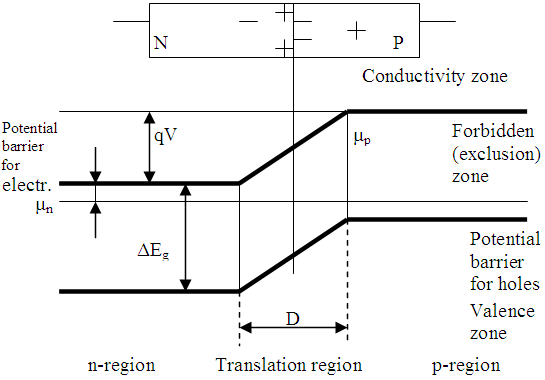 N
− + −
+ −
+
P
Conductivity zone
Potential
barrier
for
electr.
qV
μp
Forbidden
(exclusion)
zone
μn
ΔEg
Potential
barrier
for holes
Valence
zone
D
n-region
Translation region
p-region